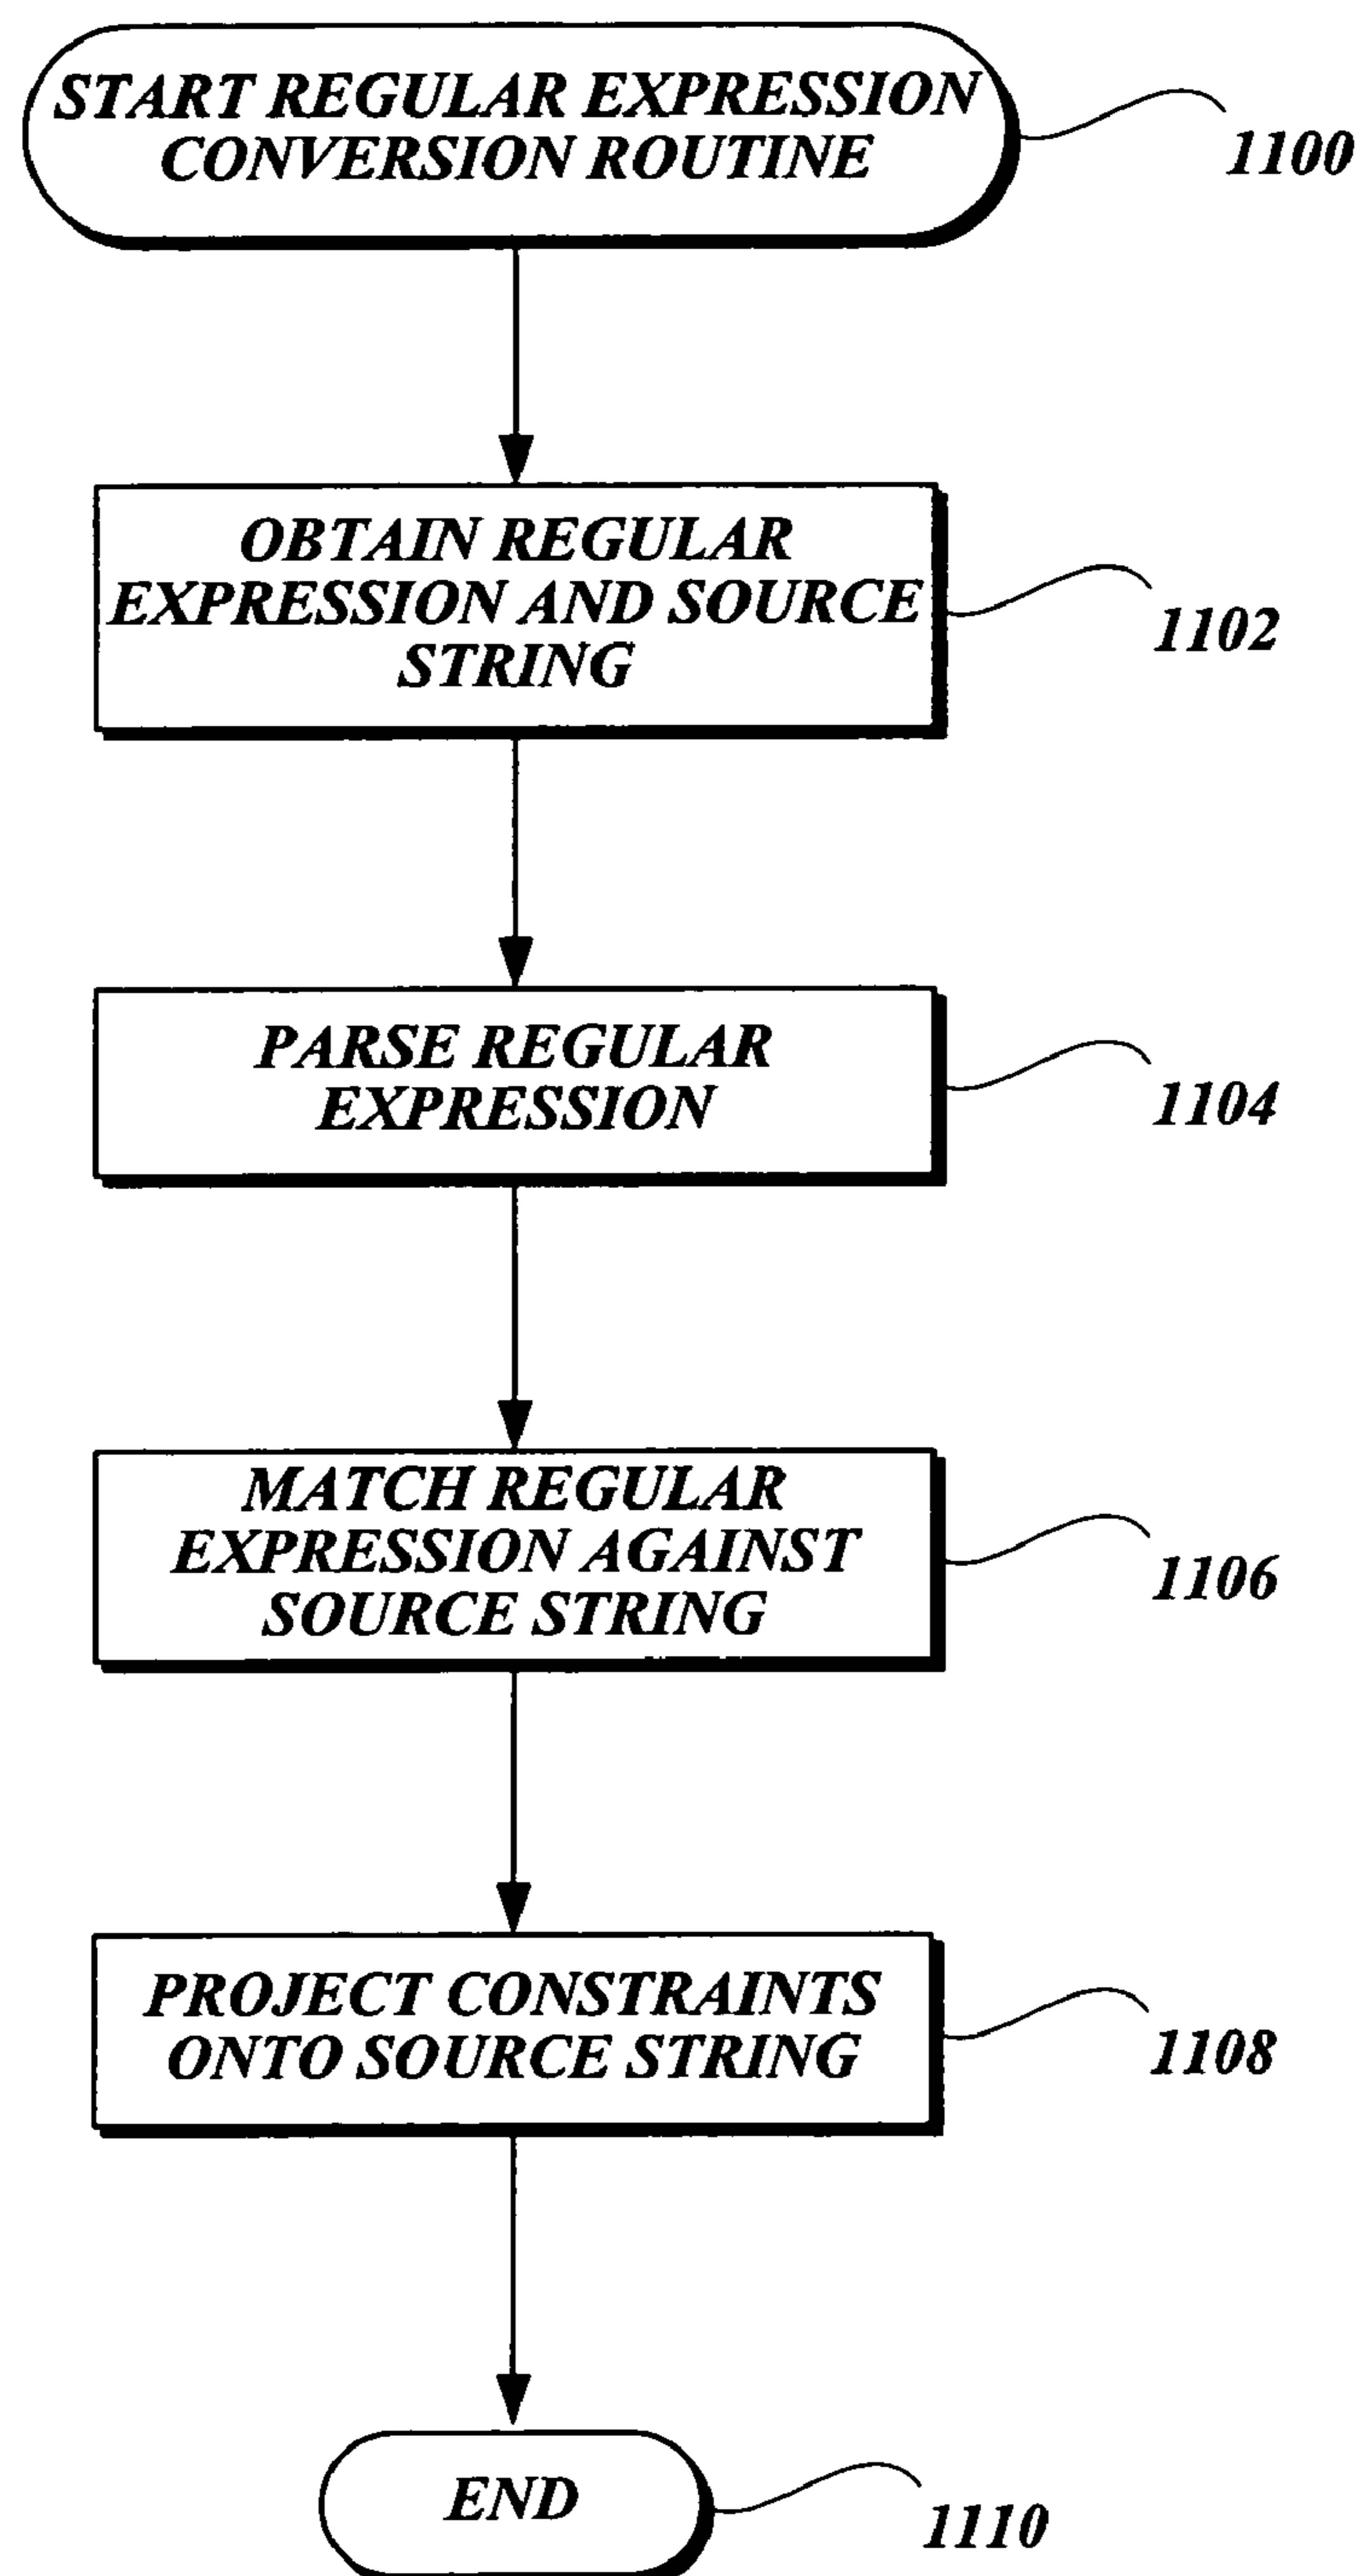 START REGULAR EXPRESSION
CONVERSION ROUTINE
1100
OBTAIN REGULAR
EXPRESSION AND SOURCE
STRING
1102
PARSE REGULAR
EXPRESSION
1104
MATCH REGULAR
EXPRESSION AGAINST
SOURCE STRING
1106
PROJECT CONSTRAINTS
ONTO SOURCE STRING
1108
END
1110